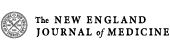 The NEW ENGLAND
JOURNAL of MEDICINE